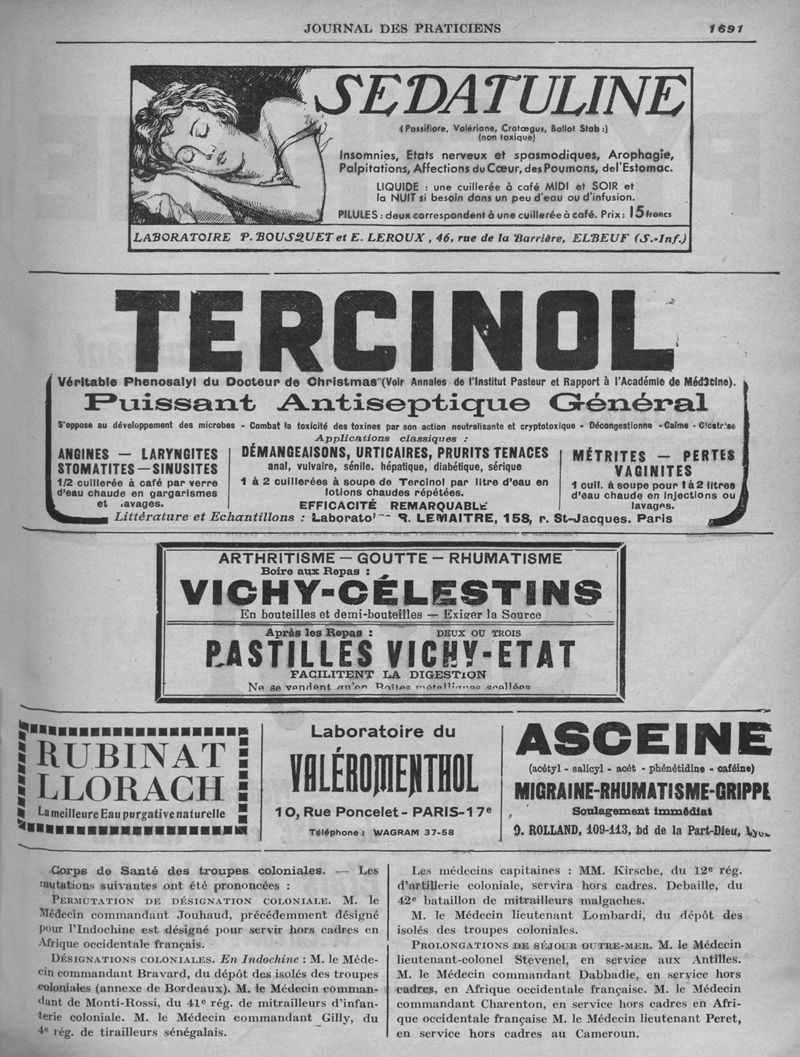 JOURNAL DES PRATICIENS
1691
SÉDATULINE
(Passiflore, Valériane, Cratœgus, Ballot Stab:)
(non toxique)
Insomnies, Etats nerveux et spasmodiques, Arophagie,
Palpitations, Affections du Cœur, des Poumons, de l'Estomac.
LIQUIDE : une cuillerée à café MIDI et SOIR et
la NUIT si besoin dans un peu d'eau ou d'infusion.
PILULES : deux correspondent à une cuillerée à café. Prix: 15 francs
LABORATOIRE P. BOUSQUET et E. LEROUX, 46, rue de la Barrière, ELBEUF (S.-Inf.)
TERCINOL
Véritable Phenosalyl du Docteur de Christmas (Voir Annales de l'Institut Pasteur et Rapport à l'Académie de Méd3cine).
Puissant Antiseptique Général
S'oppose au développement des microbes - Combat la toxicité des toxines par son action neutralisante et cryptotoxique - Décongestionne - Calme - Cicatrise
Applications classiques :
ANGINES — LARYNGITES
STOMATITES — SINUSITES
1/2 cuillerée à café par verre
d'eau chaude en gargarismes
et lavages.
DÉMANGEAISONS, URTICAIRES, PRURITS TENACES
anal, vulvaire, sénile. hépatique, diabétique, sérique
1 à 2 cuillerées à soupe de Tercinol par litre d'eau en
lotions chaudes répétées.
EFFICACITÉ REMARQUABLE
MÉTRITES — PERTES
VAGINITES
1 cuil. à soupe pour 1 à 2 litres
d'eau chaude en injections ou
lavages.
Littérature et Echantillons : Laborato R. LEMAITRE, 158, r. St-Jacques. Paris
ARTHRITISME — GOUTTE — RHUMATISME
Boire aux Repas :
VICHY-CÉLESTINS
En bouteilles et demi-bouteilles — Exiger la Source
Après les Repas : DEUX OU TROIS
PASTILLES VICHY-ETAT
FACILITENT LA DIGESTION
Ne se vendent qu'en Boîtes métalliques scellées
RUBINAT
LLORACH
La meilleure Eau purgative naturelle
Laboratoire du
VALÉROMENTHOL
10, Rue Poncelet - PARIS-17e
Téléphone : WAGRAM 37-58
ASCEINE
(acétyl - salicyl - acét - phénétidine - caféine)
MIGRAINE-RHUMATISME-GRIPPE
Soulagement immédiat
O. ROLLAND, 109-113, bd de la Part-Dieu, Lyon
Corps de Santé des troupes coloniales. — Les
mutations suivantes ont été prononcées :
PERMUTATION DE DÉSIGNATION COLONIALE. M. le
Médecin commandant Jouhaud, précédemment désigné
pour l'Indochine est désigné pour servir hors cadres en
Afrique occidentale français.
DÉSIGNATIONS COLONIALES. En Indochine : M. le Méde-
cin commandant Bravard, du dépôt des isolés des troupes
coloniales (annexe de Bordeaux). M. le Médecin comman-
dant de Monti-Rossi, du 41e rég. de mitrailleurs d'infan-
terie coloniale. M. le Médecin commandant Gilly, du
4e rég. de tirailleurs sénégalais.
Les médecins capitaines : MM. Kirsche, du 12e rég.
d'artillerie coloniale, servira hors cadres. Debaille, du
42e bataillon de mitrailleurs malgaches.
M. le Médecin lieutenant Lombardi, du dépôt des
isolés des troupes coloniales.
PROLONGATIONS DE SÉJOUR OUTRE-MER. M. le Médecin
lieutenant-colonel Stevenel, en service aux Antilles.
M. le Médecin commandant Dabbadie, en service hors
cadres, en Afrique occidentale française. M. le Médecin
commandant Charenton, en service hors cadres en Afri-
que occidentale française M. le Médecin lieutenant Peret,
en service hors cadres au Cameroun.